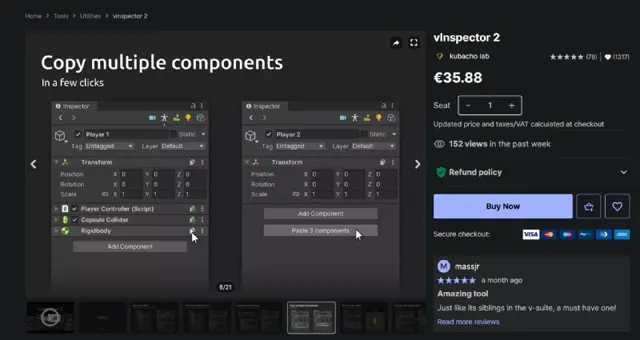 Home > Tools > Utilities > vInspector 2
Copy multiple components
In a few clicks
Inspector
Player 1
Static
Tag Untagged Layer Default
Transform
Position X 0 Y 0 Z 0
Rotation X 0 Y 0 Z 0
Scale X 1 Y 1 Z 1
Player Controller (Script)
Capsule Collider
Rigidbody
Add Component
Inspector
Player 2
Static
Tag Untagged Layer Default
Transform
Position X 0 Y 0 Z 0
Rotation X 0 Y 0 Z 0
Scale X 1 Y 1 Z 1
Add Component
Paste 3 components
6/21
vInspector 2
kubacho lab
(78) | (1317)
€35.88
Seat - 1 +
Updated price and taxes/VAT calculated at checkout
152 views in the past week
Refund policy
Buy Now
Secure checkout: VISA
M massjr
a month ago
Amazing tool
Just like its siblings in the v-suite, a must have!
Read more reviews